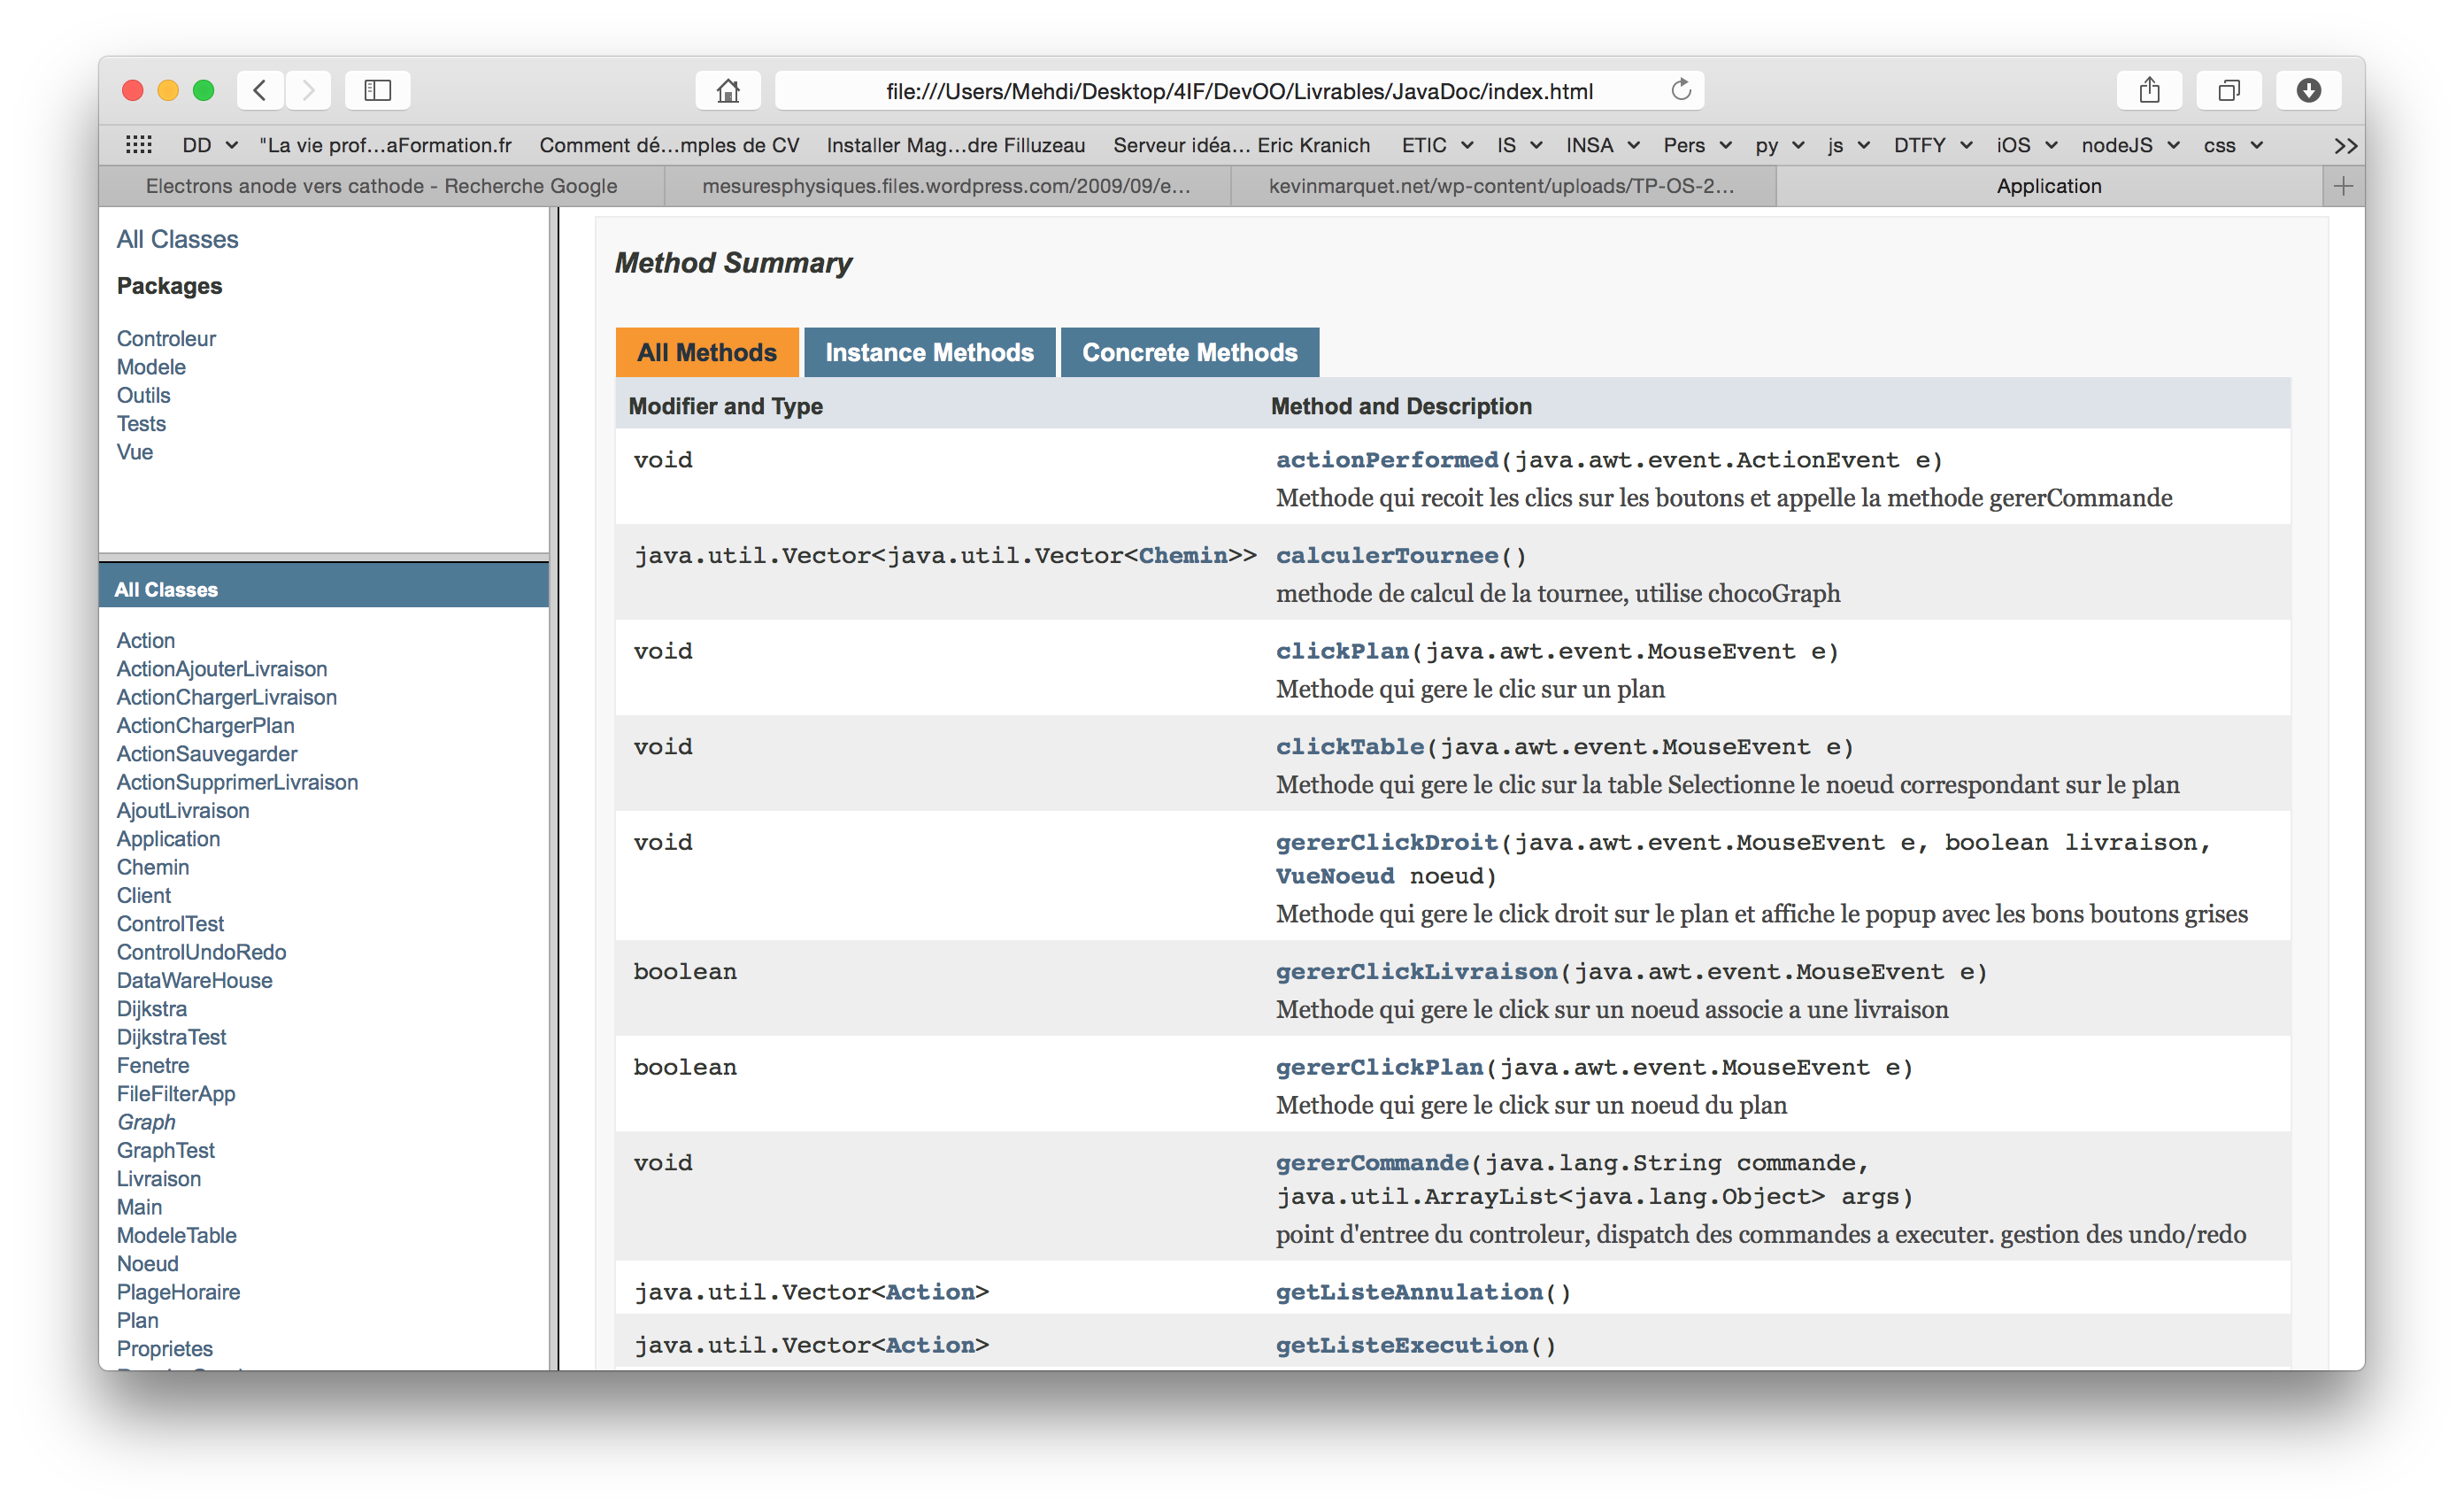 file:///Users/Mehdi/Desktop/4IF/DevOO/Livrables/JavaDoc/index.html
DD "La vie prof...aFormation.fr Comment dé...mples de CV Installer Mag...dre Filluzeau Serveur idéa... Eric Kranich ETIC IS INSA Pers py js DTFY iOS nodeJS css >>
Electrons anode vers cathode - Recherche Google mesuresphysiques.files.wordpress.com/2009/09/e... kevinmarquet.net/wp-content/uploads/TP-OS-2... Application
All Classes
Packages
Controleur
Modele
Outils
Tests
Vue
All Classes
Action
ActionAjouterLivraison
ActionChargerLivraison
ActionChargerPlan
ActionSauvegarder
ActionSupprimerLivraison
AjoutLivraison
Application
Chemin
Client
ControlTest
ControlUndoRedo
DataWareHouse
Dijkstra
DijkstraTest
Fenetre
FileFilterApp
Graph
GraphTest
Livraison
Main
ModeleTable
Noeud
PlageHoraire
Plan
Proprietes
Method Summary
All Methods Instance Methods Concrete Methods
Modifier and Type Method and Description
void actionPerformed(java.awt.event.ActionEvent e)
Methode qui recoit les clics sur les boutons et appelle la methode gererCommande
java.util.Vector<java.util.Vector<Chemin>> calculerTournee()
methode de calcul de la tournee, utilise chocoGraph
void clickPlan(java.awt.event.MouseEvent e)
Methode qui gere le clic sur un plan
void clickTable(java.awt.event.MouseEvent e)
Methode qui gere le clic sur la table Selectionne le noeud correspondant sur le plan
void gererClickDroit(java.awt.event.MouseEvent e, boolean livraison,
VueNoeud noeud)
Methode qui gere le click droit sur le plan et affiche le popup avec les bons boutons grises
boolean gererClickLivraison(java.awt.event.MouseEvent e)
Methode qui gere le click sur un noeud associe a une livraison
boolean gererClickPlan(java.awt.event.MouseEvent e)
Methode qui gere le click sur un noeud du plan
void gererCommande(java.lang.String commande,
java.util.ArrayList<java.lang.Object> args)
point d'entree du controleur, dispatch des commandes a executer. gestion des undo/redo
java.util.Vector<Action> getListeAnnulation()
java.util.Vector<Action> getListeExecution()